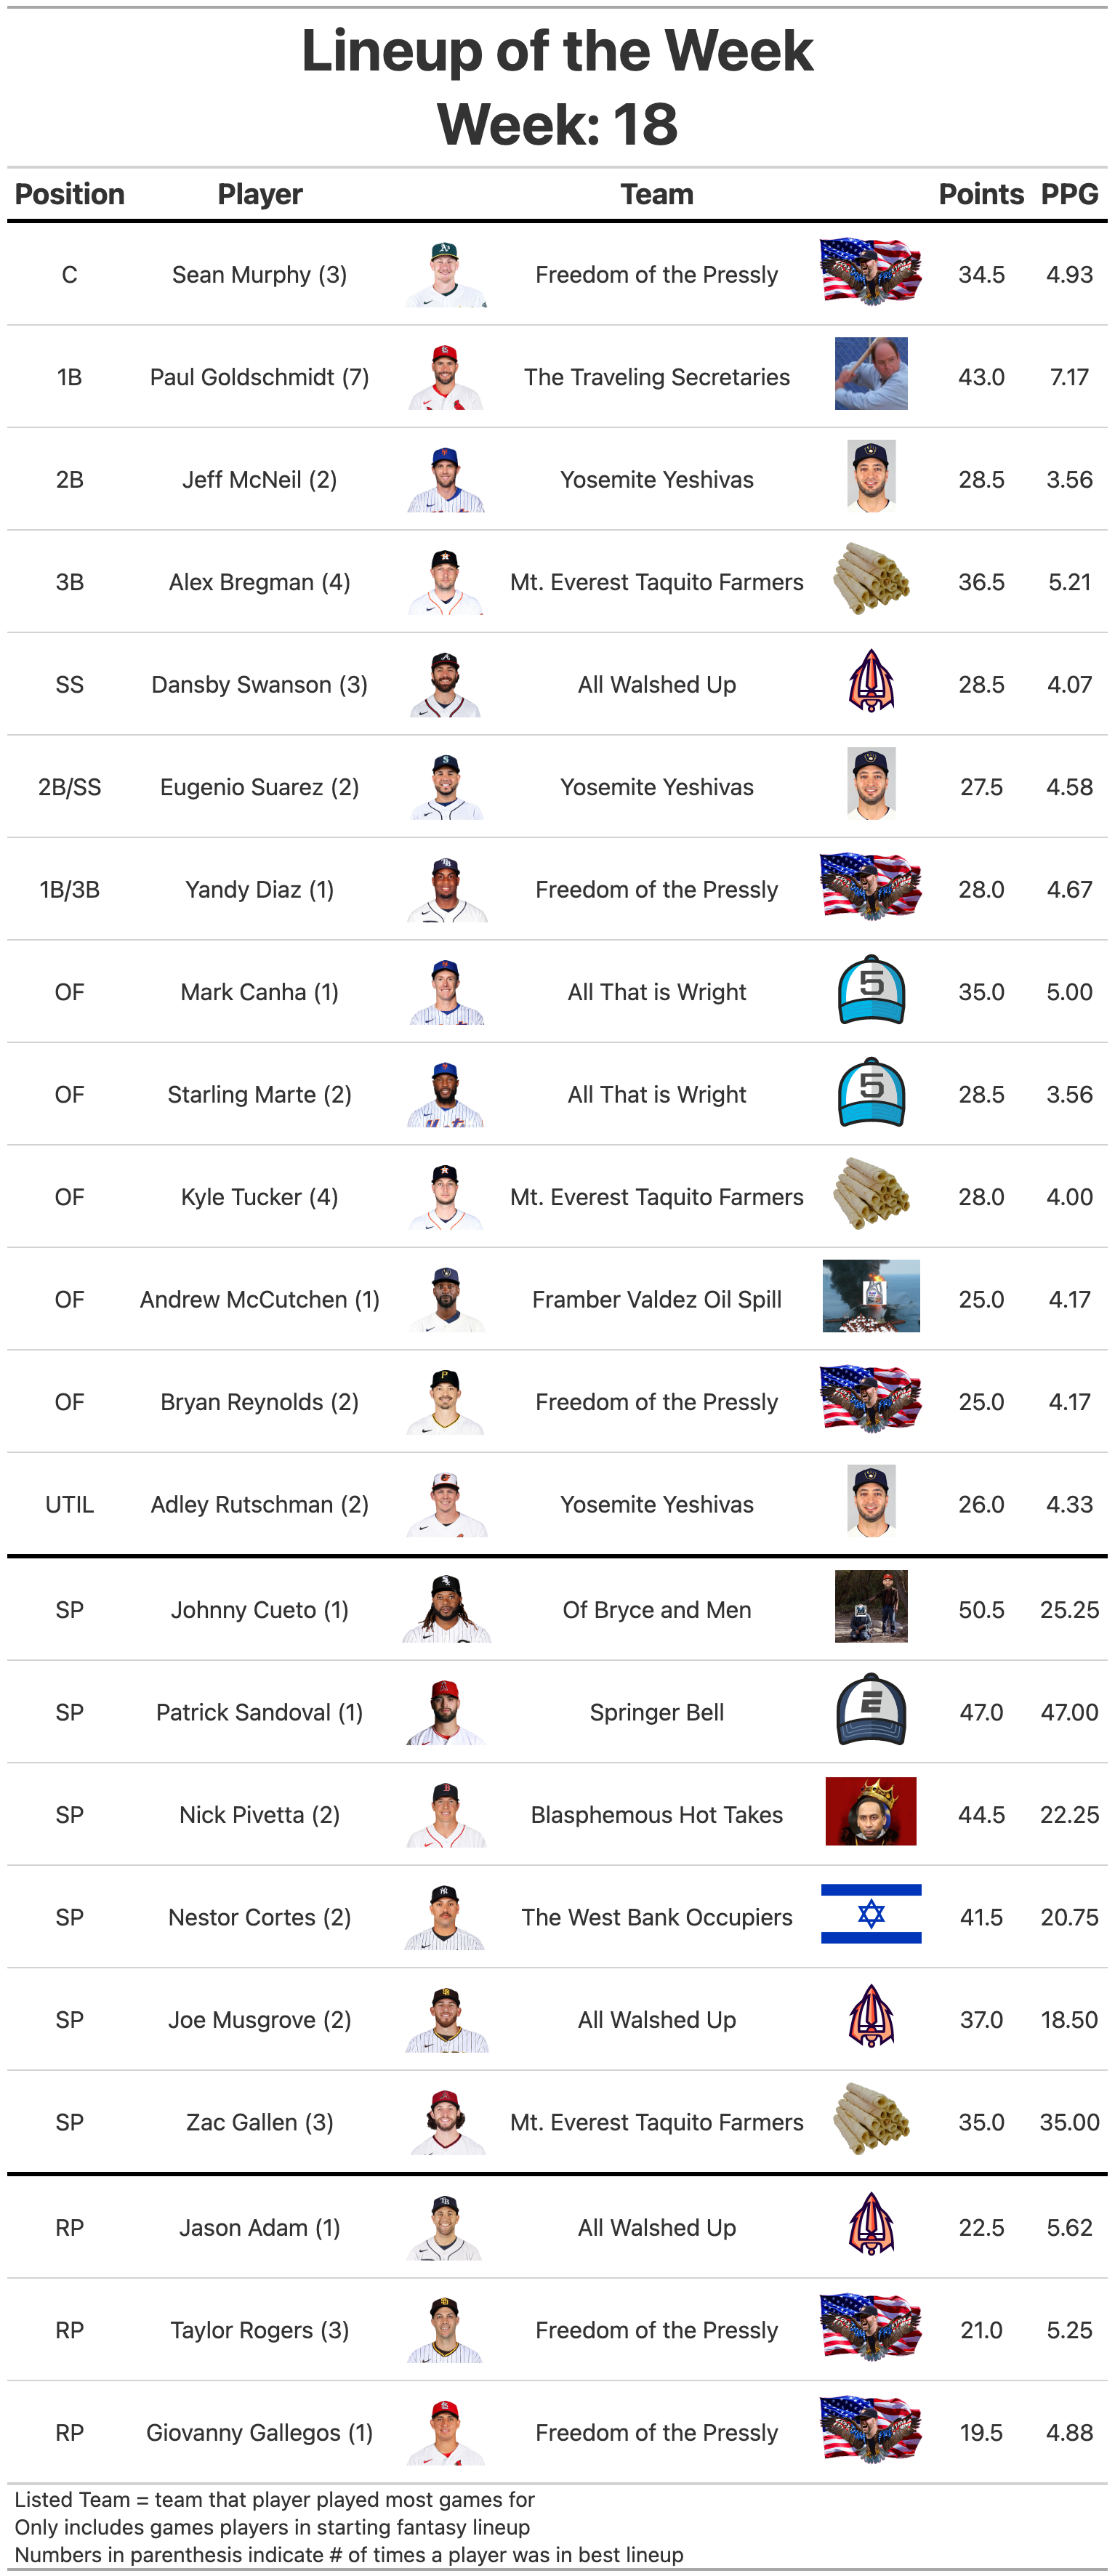 Lineup of the Week
Week: 18
Position Player Team Points PPG
C Sean Murphy (3) Freedom of the Pressly 34.5 4.93
1B Paul Goldschmidt (7) The Traveling Secretaries 43.0 7.17
2B Jeff McNeil (2) Yosemite Yeshivas 28.5 3.56
3B Alex Bregman (4) Mt. Everest Taquito Farmers 36.5 5.21
SS Dansby Swanson (3) All Walshed Up 28.5 4.07
2B/SS Eugenio Suarez (2) Yosemite Yeshivas 27.5 4.58
1B/3B Yandy Diaz (1) Freedom of the Pressly 28.0 4.67
OF Mark Canha (1) All That is Wright 5 35.0 5.00
OF Starling Marte (2) All That is Wright 5 28.5 3.56
OF Kyle Tucker (4) Mt. Everest Taquito Farmers 28.0 4.00
OF Andrew McCutchen (1) Framber Valdez Oil Spill 25.0 4.17
OF Bryan Reynolds (2) Freedom of the Pressly 25.0 4.17
UTIL Adley Rutschman (2) Yosemite Yeshivas 26.0 4.33
SP Johnny Cueto (1) Of Bryce and Men 50.5 25.25
SP Patrick Sandoval (1) Springer Bell 47.0 47.00
SP Nick Pivetta (2) Blasphemous Hot Takes 44.5 22.25
SP Nestor Cortes (2) The West Bank Occupiers 41.5 20.75
SP Joe Musgrove (2) All Walshed Up 37.0 18.50
SP Zac Gallen (3) Mt. Everest Taquito Farmers 35.0 35.00
RP Jason Adam (1) All Walshed Up 22.5 5.62
RP Taylor Rogers (3) Freedom of the Pressly 21.0 5.25
RP Giovanny Gallegos (1) Freedom of the Pressly 19.5 4.88
Listed Team = team that player played most games for
Only includes games players in starting fantasy lineup
Numbers in parenthesis indicate # of times a player was in best lineup